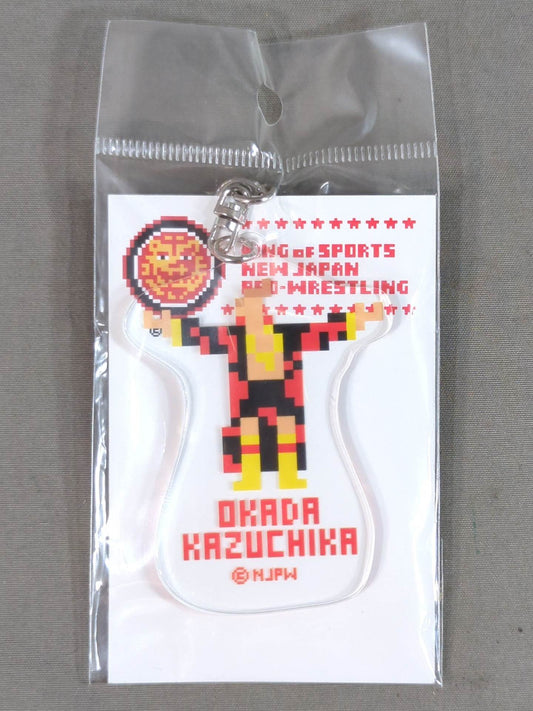 KING OF SPORTS
NEW JAPAN
PRO-WRESTLING
OKADA
KAZUCHIKA
© NJPW